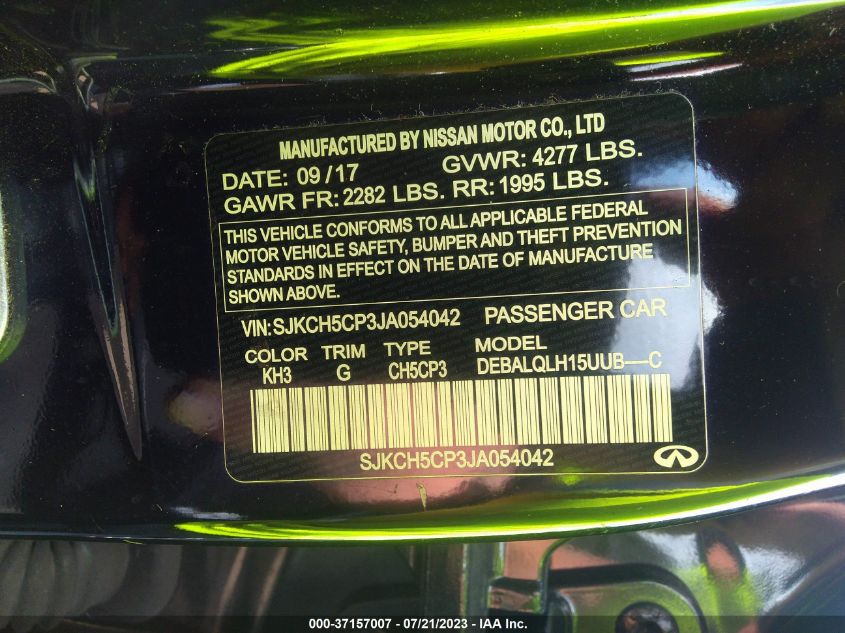 MANUFACTURED BY NISSAN MOTOR CO., LTD
DATE: 09/17 GVWR: 4277 LBS.
GAWR FR: 2282 LBS. RR: 1995 LBS.
THIS VEHICLE CONFORMS TO ALL APPLICABLE FEDERAL
MOTOR VEHICLE SAFETY, BUMPER AND THEFT PREVENTION
STANDARDS IN EFFECT ON THE DATE OF MANUFACTURE
SHOWN ABOVE.
VIN: SJKCH5CP3JA054042 PASSENGER CAR
COLOR TRIM TYPE MODEL
KH3 G CH5CP3 DEBALQLH15UUB----C
SJKCH5CP3JA054042
000-37157007 / 07/21/2023 - IAA Inc.